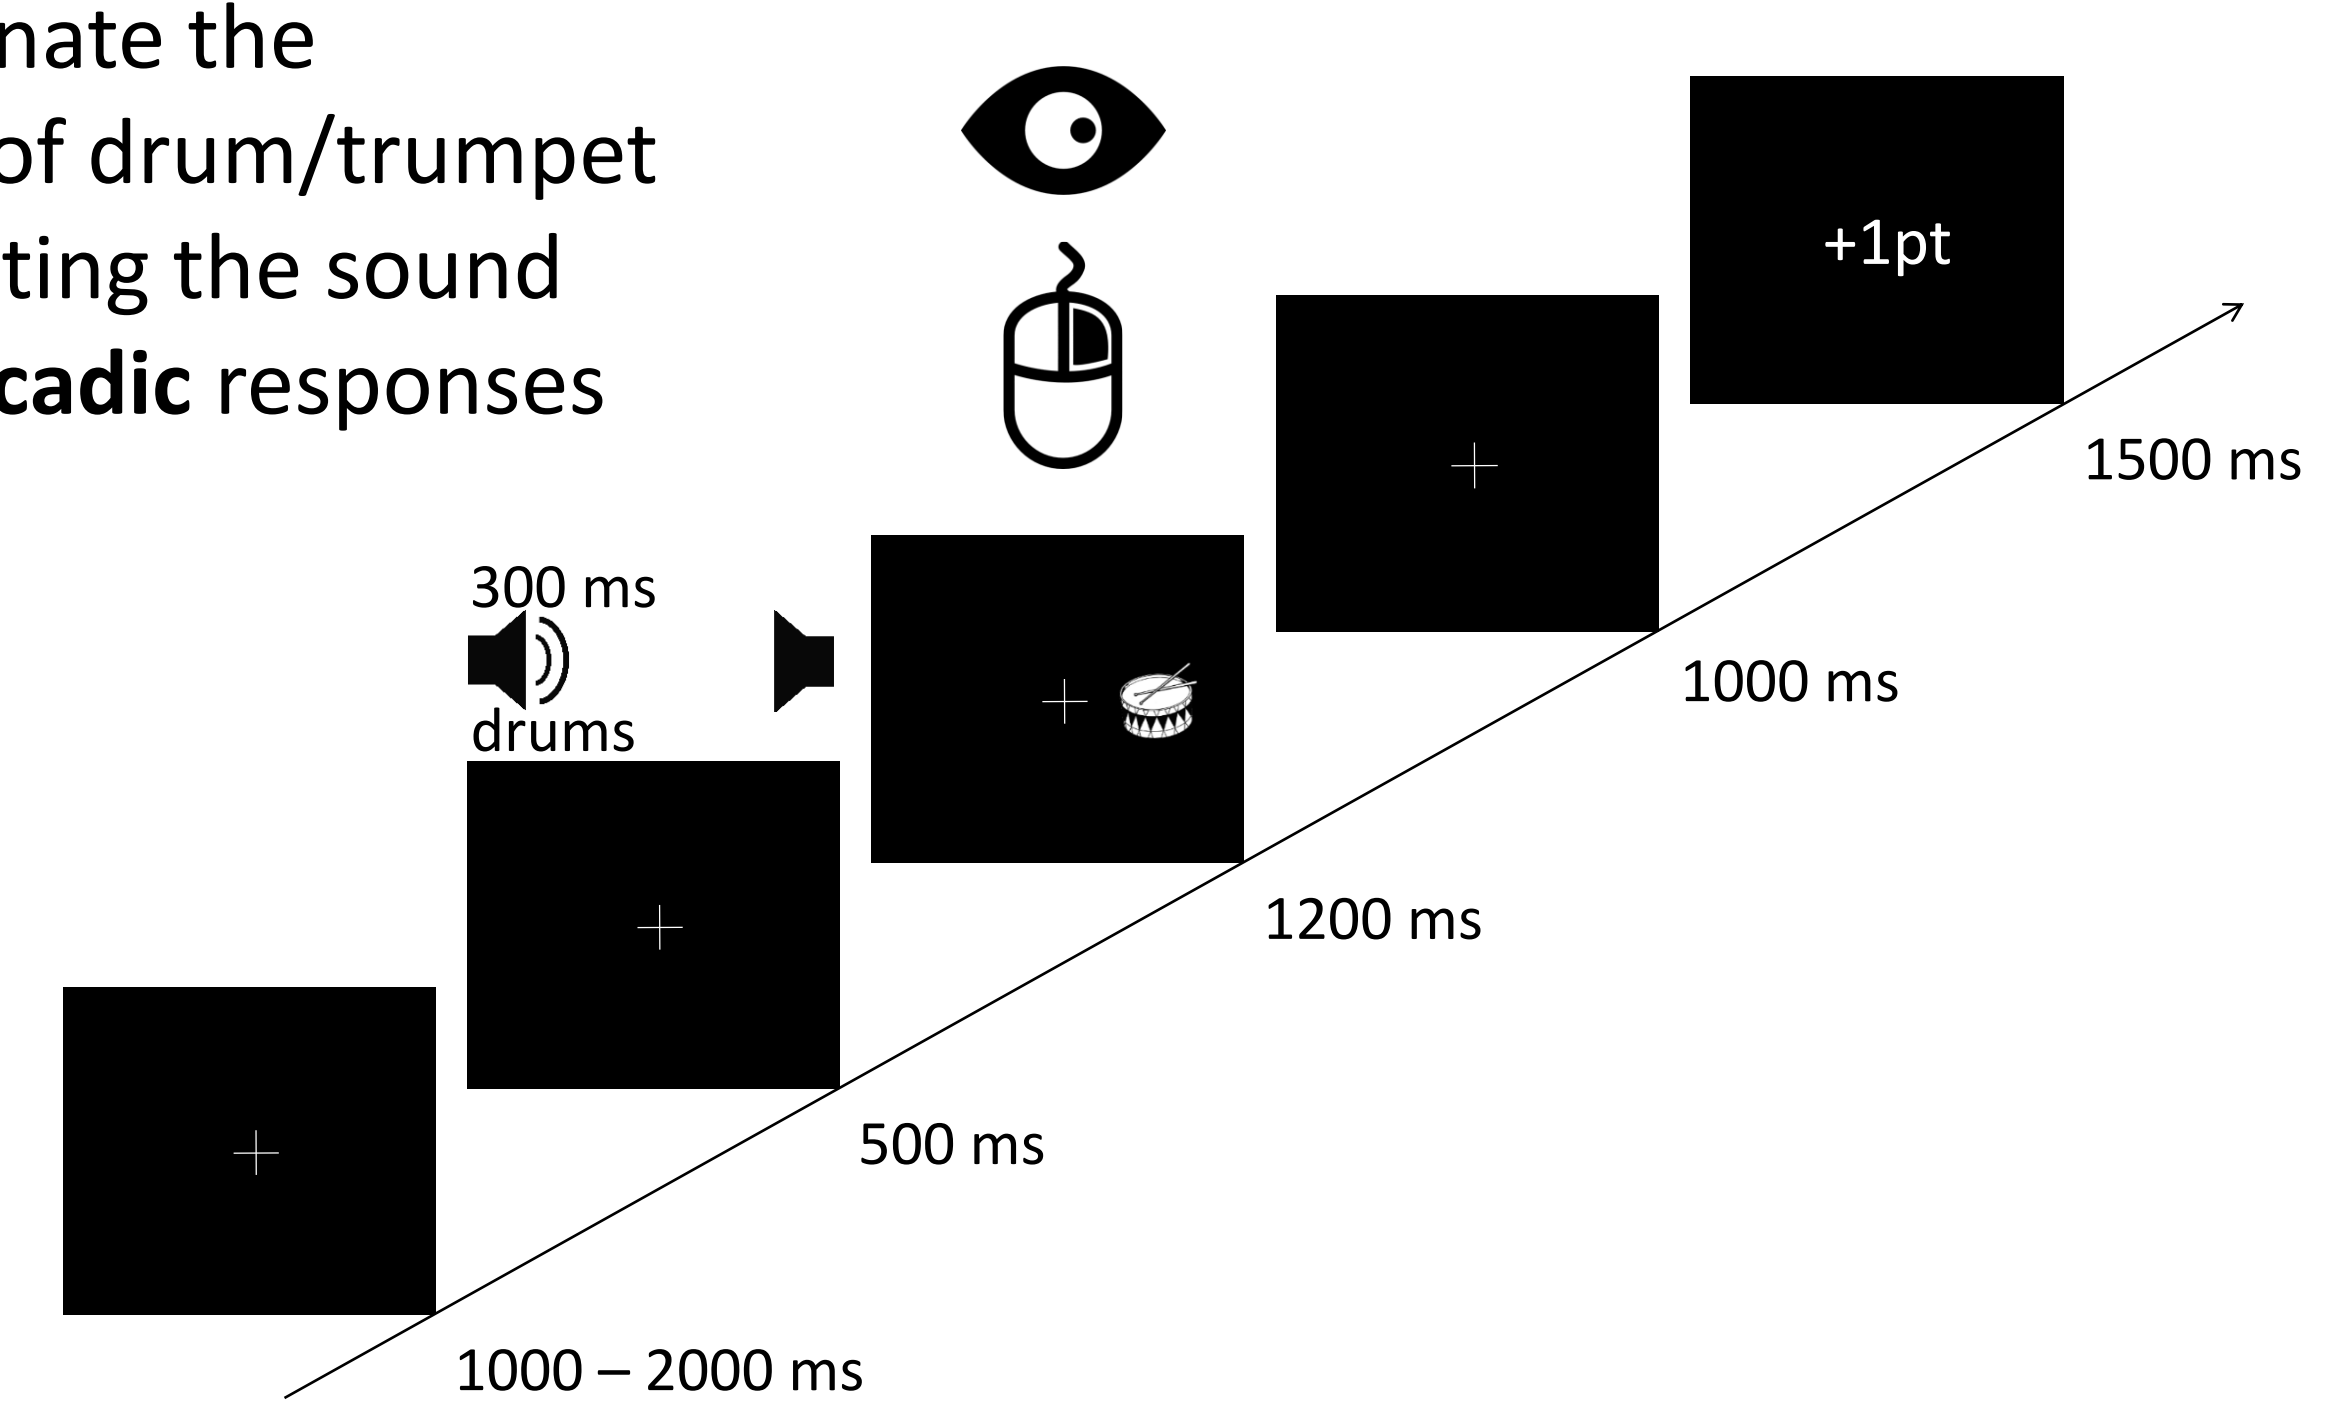 nate the
of drum/trumpet
ting the sound
cadic responses
+1pt
1500 ms
1000 ms
300 ms
drums
1200 ms
500 ms
1000 – 2000 ms